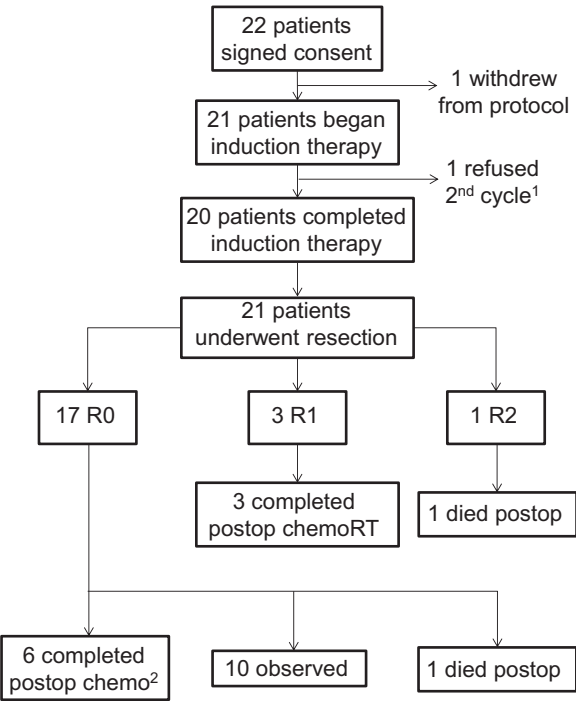 22 patients
signed consent
1 withdrew
from protocol
21 patients began
induction therapy
1 refused
2nd cycle1
20 patients completed
induction therapy
21 patients
underwent resection
17 R0
3 R1
1 R2
3 completed
postop chemoRT
1 died postop
6 completed
postop chemo2
10 observed
1 died postop